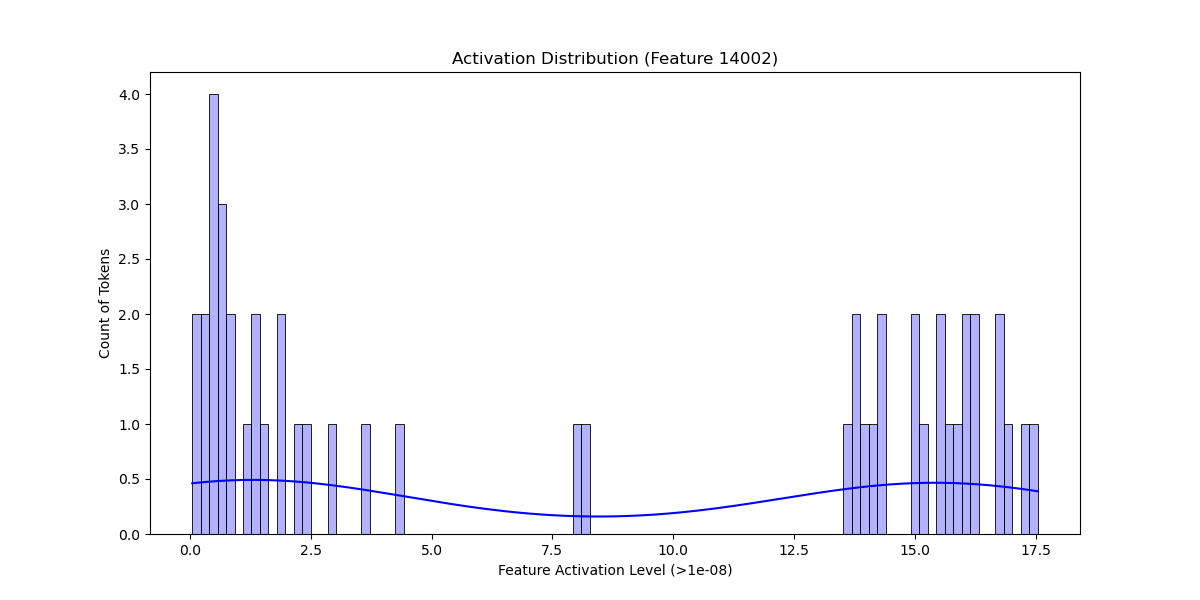 Activation Distribution (Feature 14002)
4.0
3.5
3.0
2.5
2.0
1.5
1.0
0.5
0.0
Count of Tokens
0.0 2.5 5.0 7.5 10.0 12.5 15.0 17.5
Feature Activation Level (>1e-08)